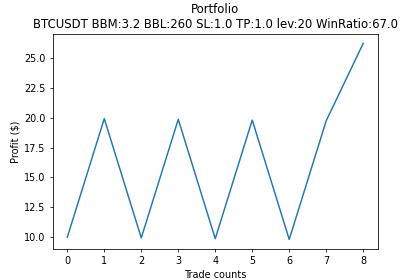 Portfolio
BTCUSDT BBM:3.2 BBL:260 SL:1.0 TP:1.0 lev:20 WinRatio:67.0
25.0
22.5
20.0
17.5
15.0
12.5
10.0
Profit ($)
0 1 2 3 4 5 6 7 8
Trade counts